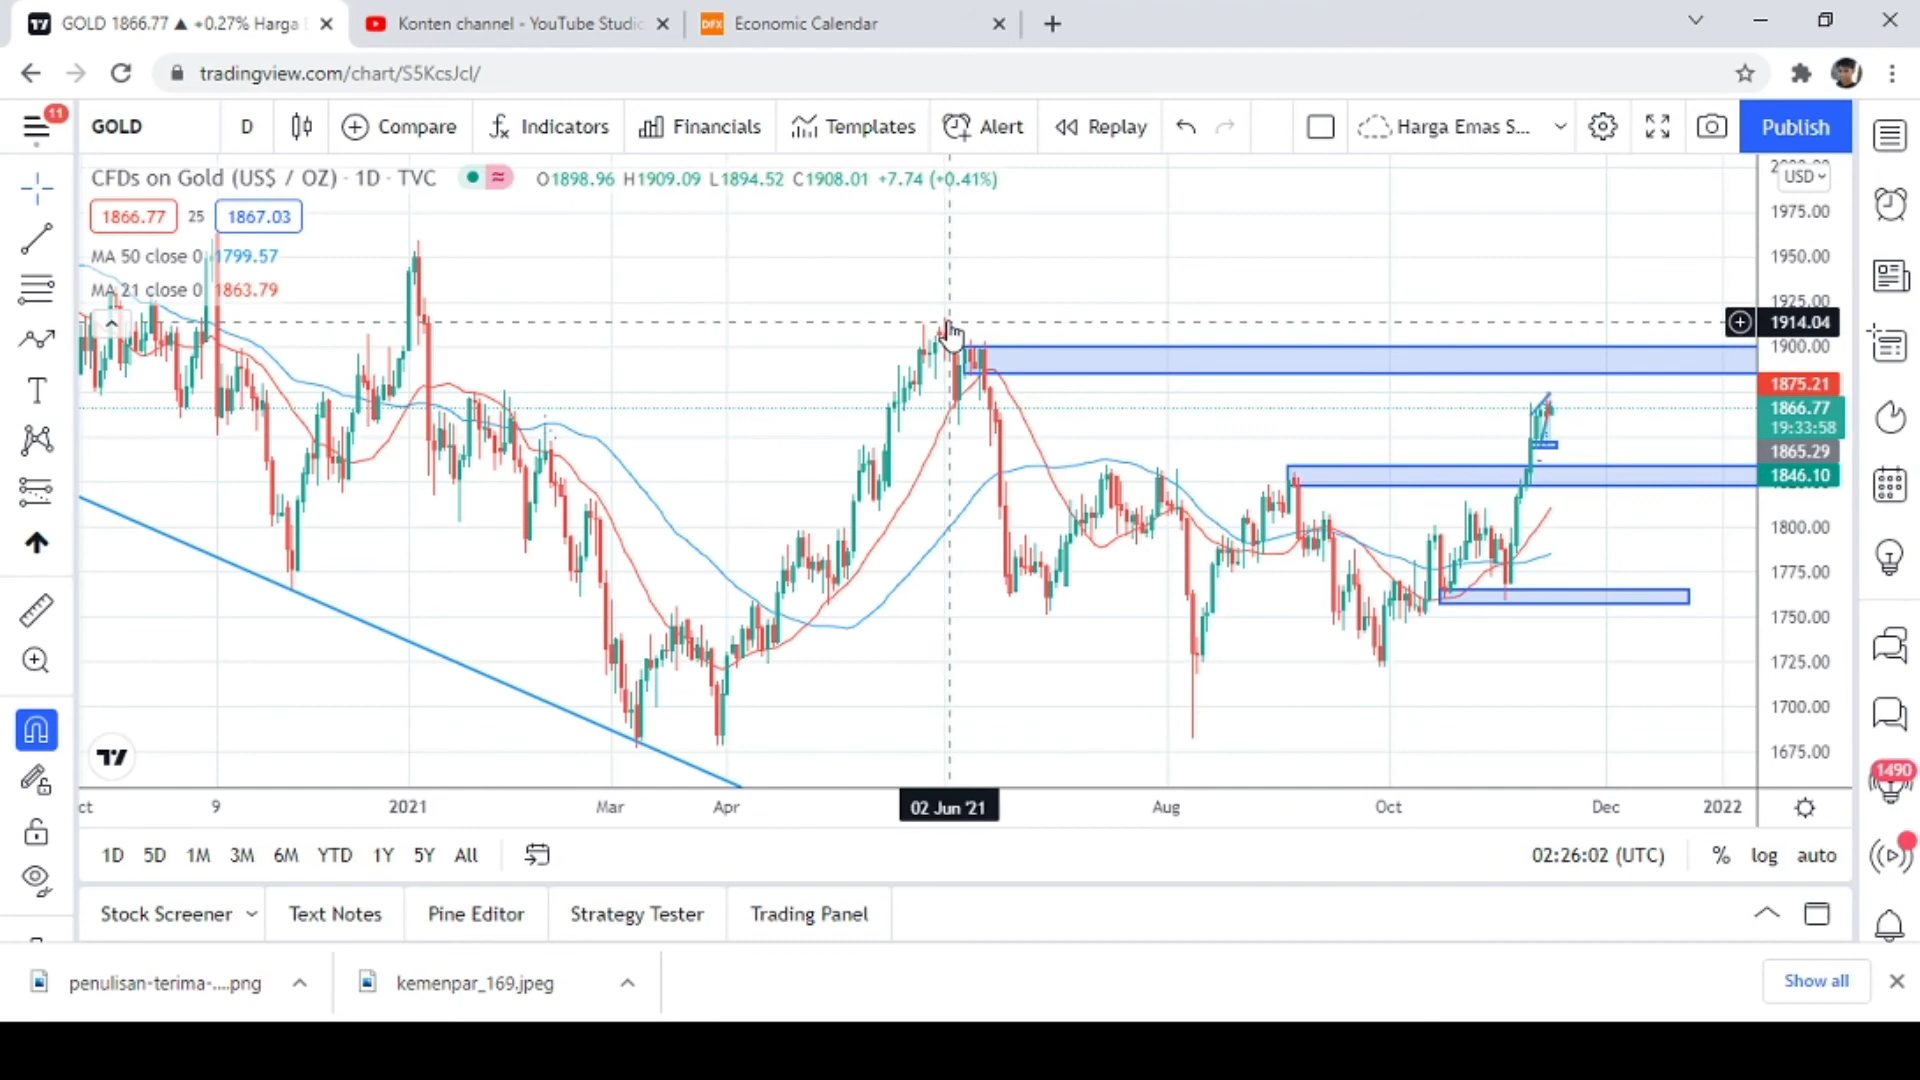 GOLD 1866.77 ▲ +0.27% Harga
Konten channel - YouTube Studio
DFX Economic Calendar
tradingview.com/chart/S5KcsJcl/
11
GOLD
D
Compare
Indicators
Financials
Templates
Alert
Replay
Harga Emas S...
Publish
CFDs on Gold (US$ / OZ) · 1D · TVC
O1898.96 H1909.09 L1894.52 C1908.01 +7.74 (+0.41%)
USD
1866.77 25 1867.03
MA 50 close 0 1799.57
MA 21 close 0 1863.79
1975.00
1950.00
1925.00
1914.04
1900.00
1875.21
1866.77
19:33:58
1865.29
1846.10
1800.00
1775.00
1750.00
1725.00
1700.00
1675.00
1490
ct 9 2021 Mar Apr 02 Jun '21 Aug Oct Dec 2022
1D 5D 1M 3M 6M YTD 1Y 5Y All
02:26:02 (UTC) % log auto
Stock Screener Text Notes Pine Editor Strategy Tester Trading Panel
penulisan-terima-....png
kemenpar_169.jpeg
Show all